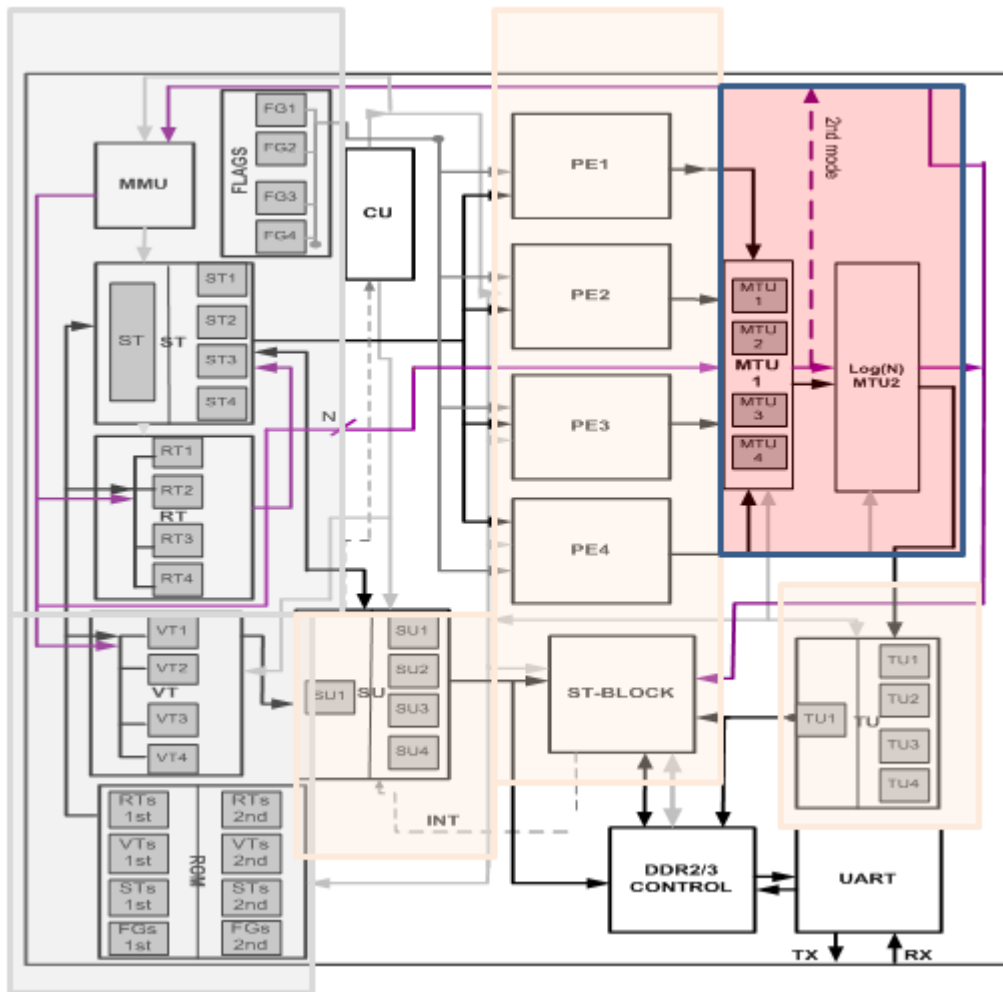 FLAGS
FG1
FG2
FG3
FG4
MMU
CU
PE1
PE2
PE3
PE4
2nd mode
MTU
1
MTU
2
MTU
1
MTU
3
MTU
4
Log(N)
MTU2
ST
ST
ST1
ST2
ST3
ST4
N
RT1
RT2
RT
RT3
RT4
VT1
VT2
VT
VT3
VT4
SU1
SU
SU1
SU2
SU3
SU4
ST-BLOCK
TU1
TU
TU1
TU2
TU3
TU4
INT
RTs
1st
RTs
2nd
VTs
1st
VTs
2nd
ROM
STs
1st
STs
2nd
FGs
1st
FGs
2nd
DDR2/3
CONTROL
UART
TX
RX